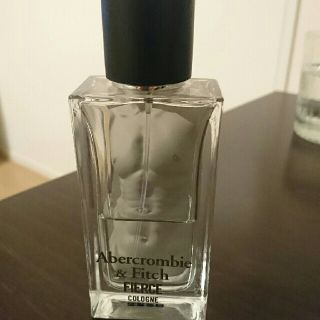 Abercrombie
& Fitch
FIERCE
COLOGNE